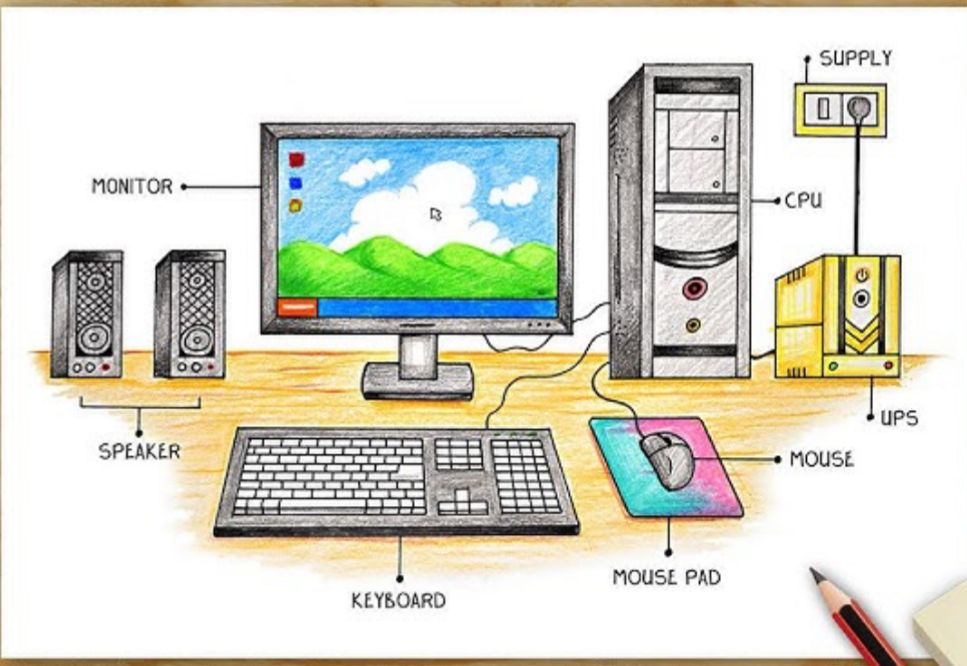 SUPPLY
MONITOR
CPU
UPS
SPEAKER
MOUSE
MOUSE PAD
KEYBOARD